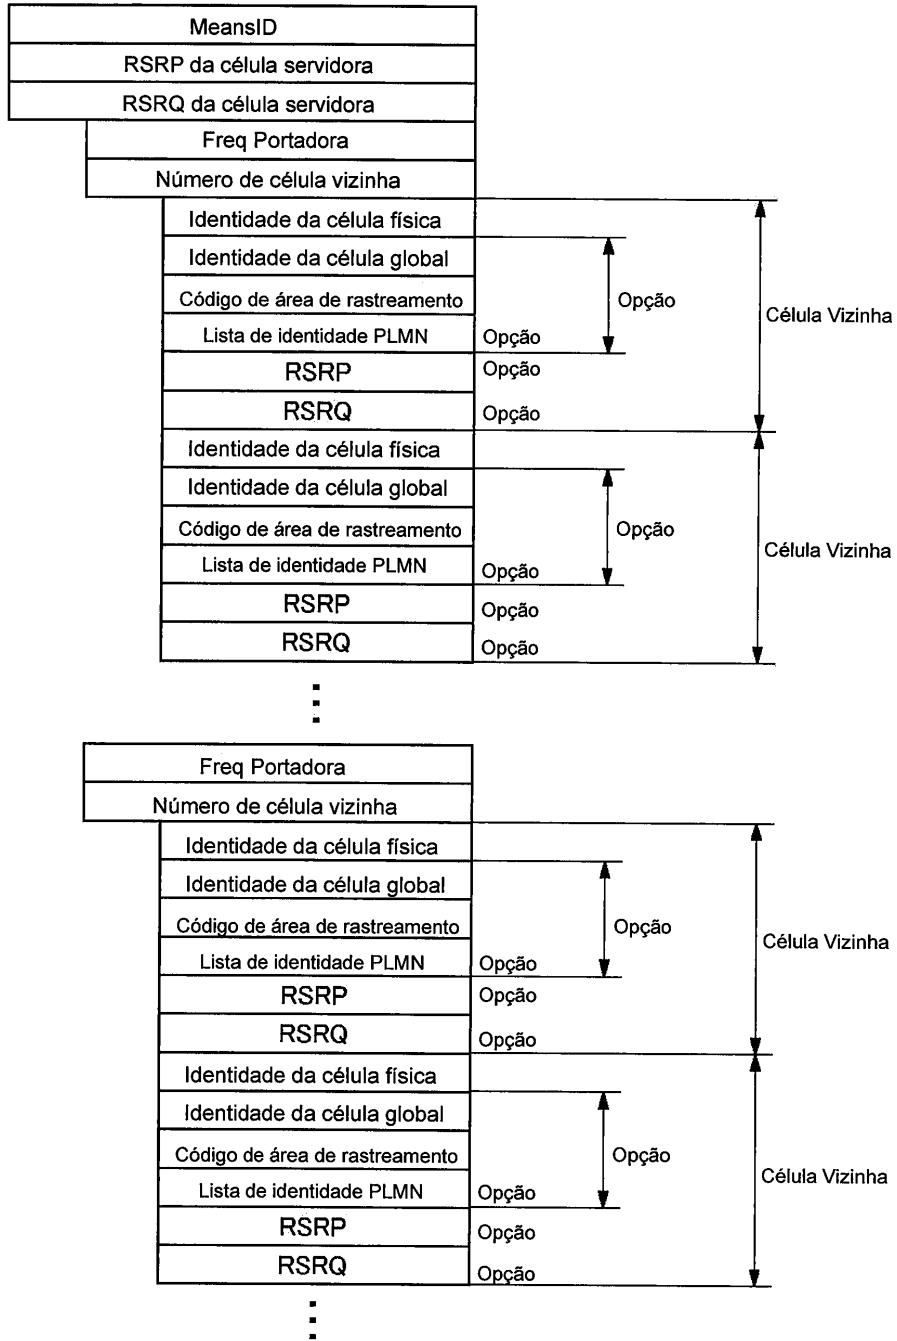 MeansID
RSRP da célula servidora
RSRQ da célula servidora
Freq Portadora
Número de célula vizinha
Identidade da célula física
Identidade da célula global
Código de área de rastreamento
Opção
Célula Vizinha
Lista de identidade PLMN
Opção
RSRP
Opção
RSRQ
Opção
Identidade da célula física
Identidade da célula global
Código de área de rastreamento
Opção
Célula Vizinha
Lista de identidade PLMN
Opção
RSRP
Opção
RSRQ
Opção
Freq Portadora
Número de célula vizinha
Identidade da célula física
Identidade da célula global
Código de área de rastreamento
Opção
Célula Vizinha
Lista de identidade PLMN
Opção
RSRP
Opção
RSRQ
Opção
Identidade da célula física
Identidade da célula global
Código de área de rastreamento
Opção
Célula Vizinha
Lista de identidade PLMN
Opção
RSRP
Opção
RSRQ
Opção